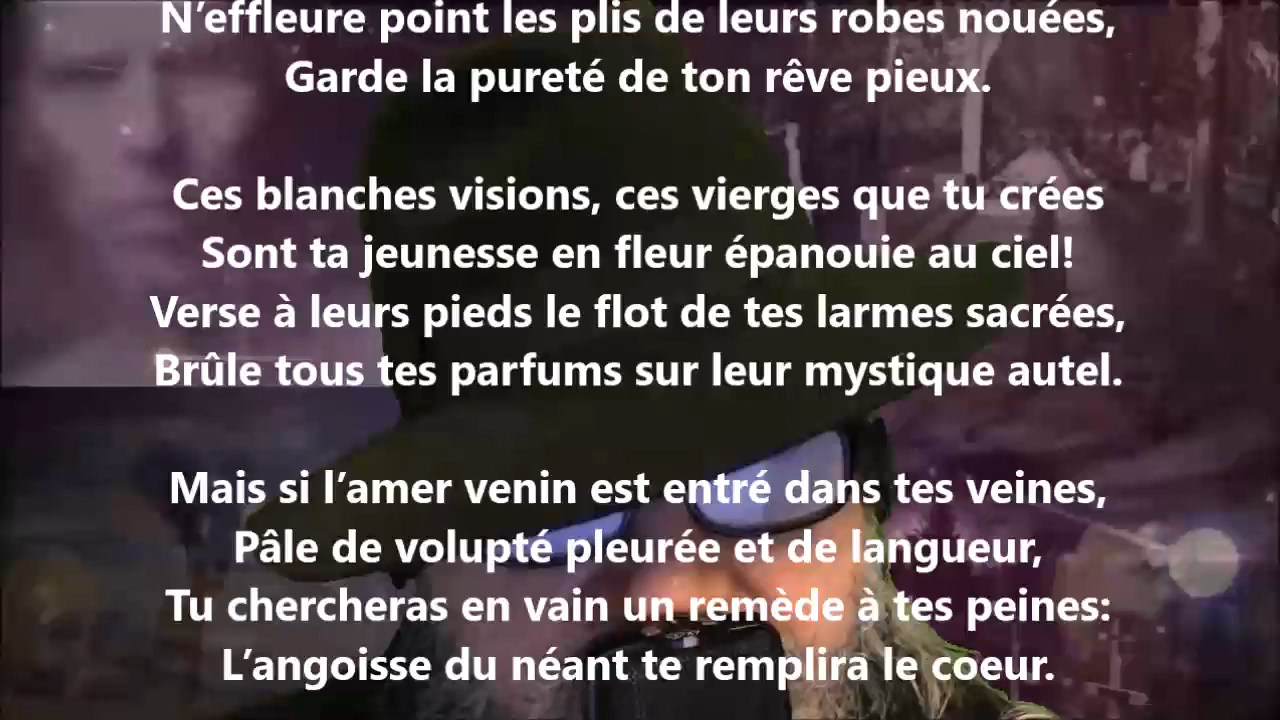 N’effleure point les plis de leurs robes nouées,
Garde la pureté de ton rêve pieux.
Ces blanches visions, ces vierges que tu crées
Sont ta jeunesse en fleur épanouie au ciel!
Verse à leurs pieds le flot de tes larmes sacrées,
Brûle tous tes parfums sur leur mystique autel.
Mais si l’amer venin est entré dans tes veines,
Pâle de volupté pleurée et de langueur,
Tu chercheras en vain un remède à tes peines:
L’angoisse du néant te remplira le coeur.